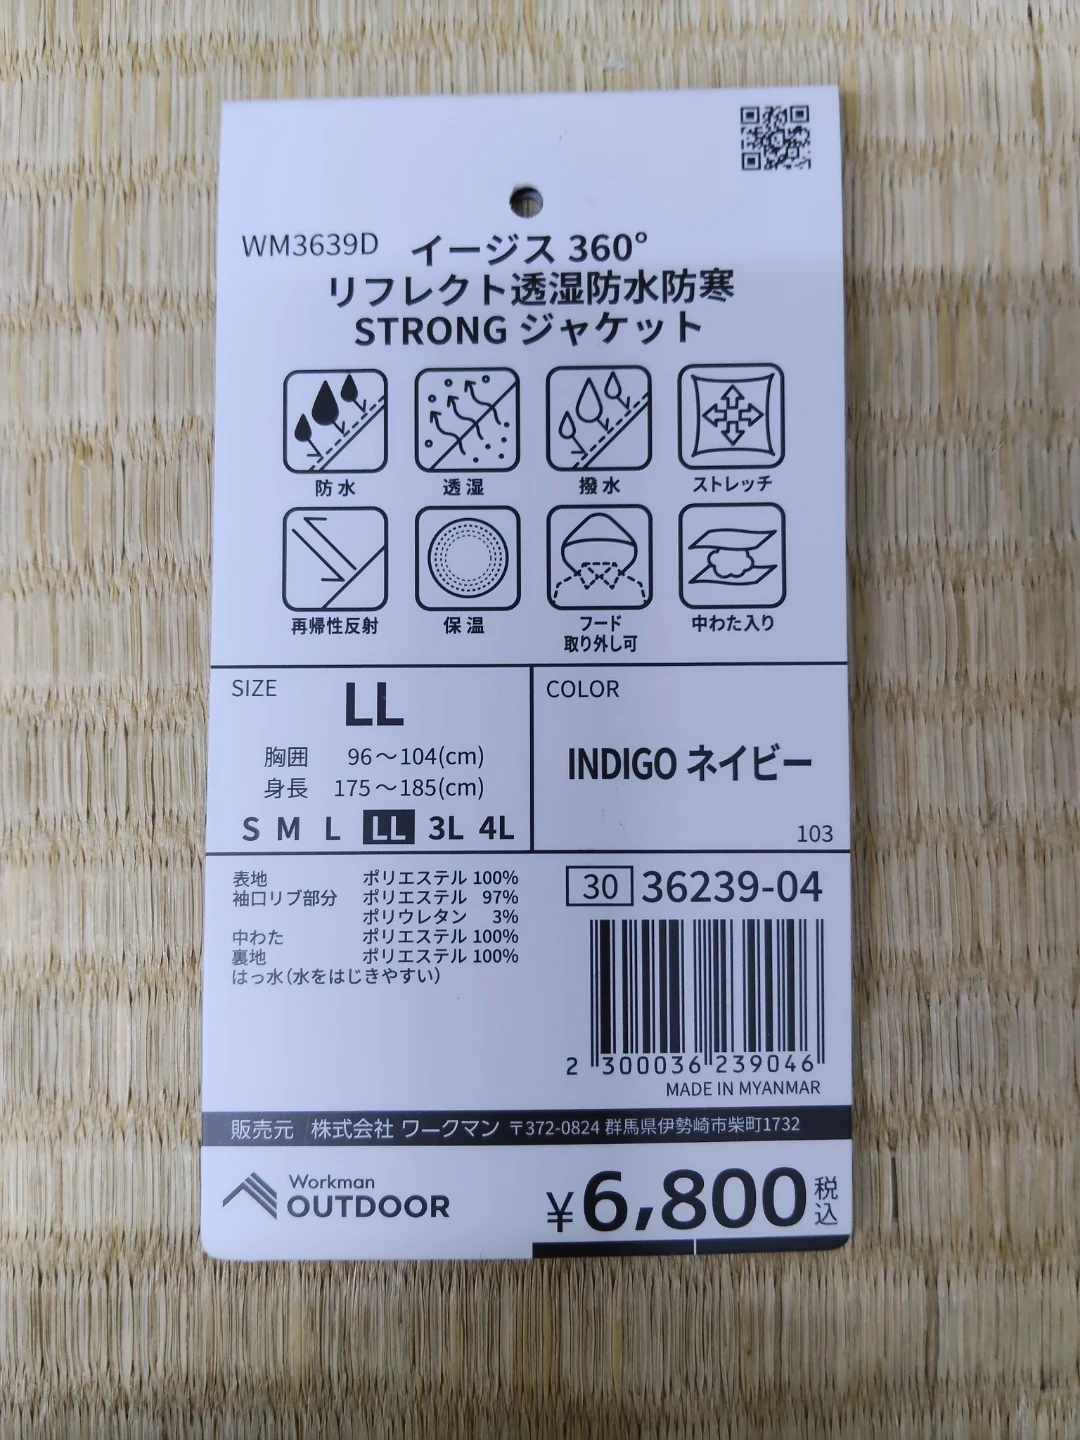 WM3639D イージス 360°
リフレクト透湿防水防寒
STRONG ジャケット
防水 透湿 撥水 ストレッチ
再帰性反射 保温 フード 中わた入り
取り外し可
SIZE
LL
胸囲 96～104(cm)
身長 175～185(cm)
S M L LL 3L 4L
COLOR
INDIGO ネイビー
103
表地 ポリエステル 100%
袖口リブ部分 ポリエステル 97%
ポリウレタン 3%
中わた ポリエステル 100%
裏地 ポリエステル 100%
はっ水(水をはじきやすい)
30 36239-04
2 300036 239046
MADE IN MYANMAR
販売元 株式会社 ワークマン 〒372-0824 群馬県伊勢崎市柴町1732
Workman
OUTDOOR
¥6,800 税込